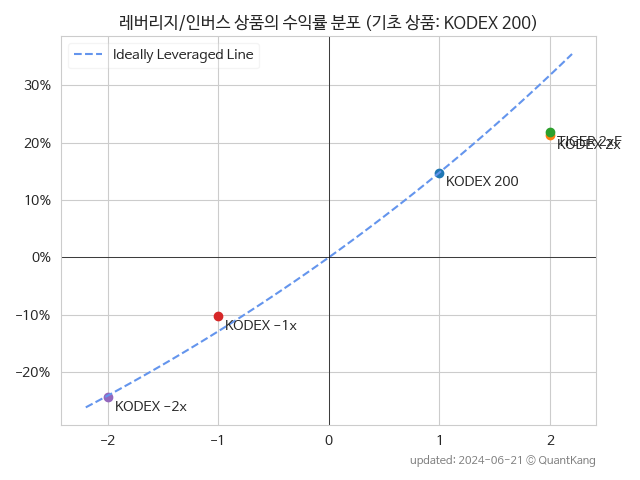 레버리지/인버스 상품의 수익률 분포 (기초 상품: KODEX 200)
Ideally Leveraged Line
30%
20%
10%
0%
−10%
−20%
TIGER 2xF
KODEX 2x
KODEX 200
KODEX −1x
KODEX −2x
−2
−1
0
1
2
updated: 2024-06-21 © QuantKang